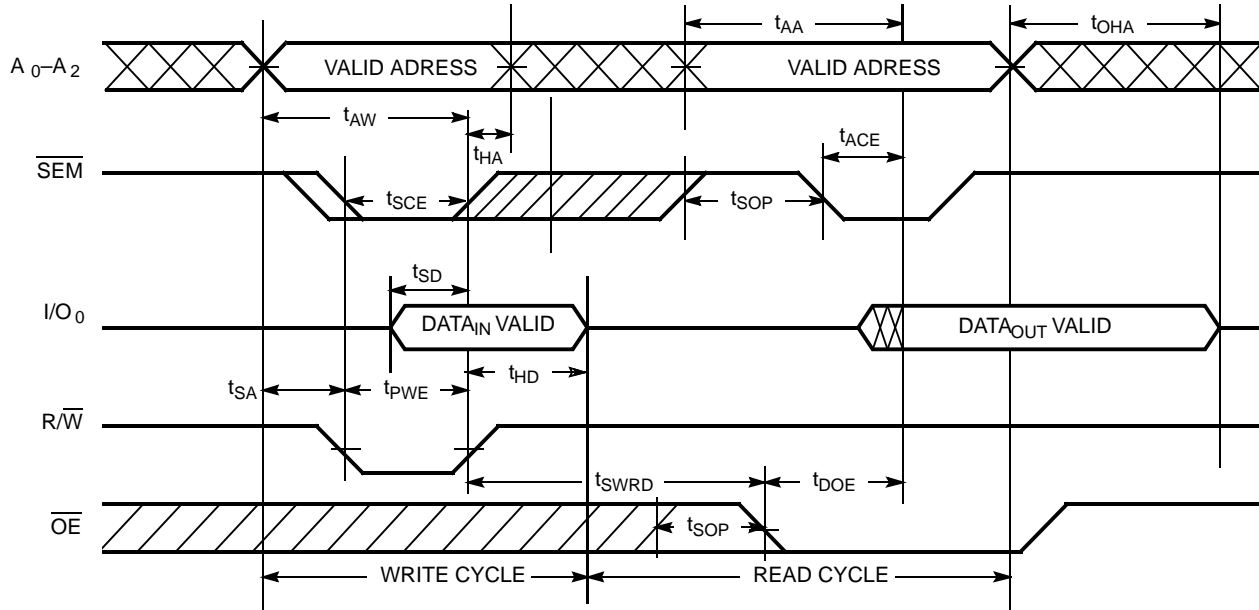 tAA
tOHA
A0–A2
VALID ADRESS
VALID ADRESS
tAW
tHA
tACE
SEM
tSCE
tSOP
tSD
I/O0
DATAIN VALID
DATAOUT VALID
tSA
tPWE
tHD
R/W
tSWRD
tDOE
OE
tSOP
WRITE CYCLE
READ CYCLE